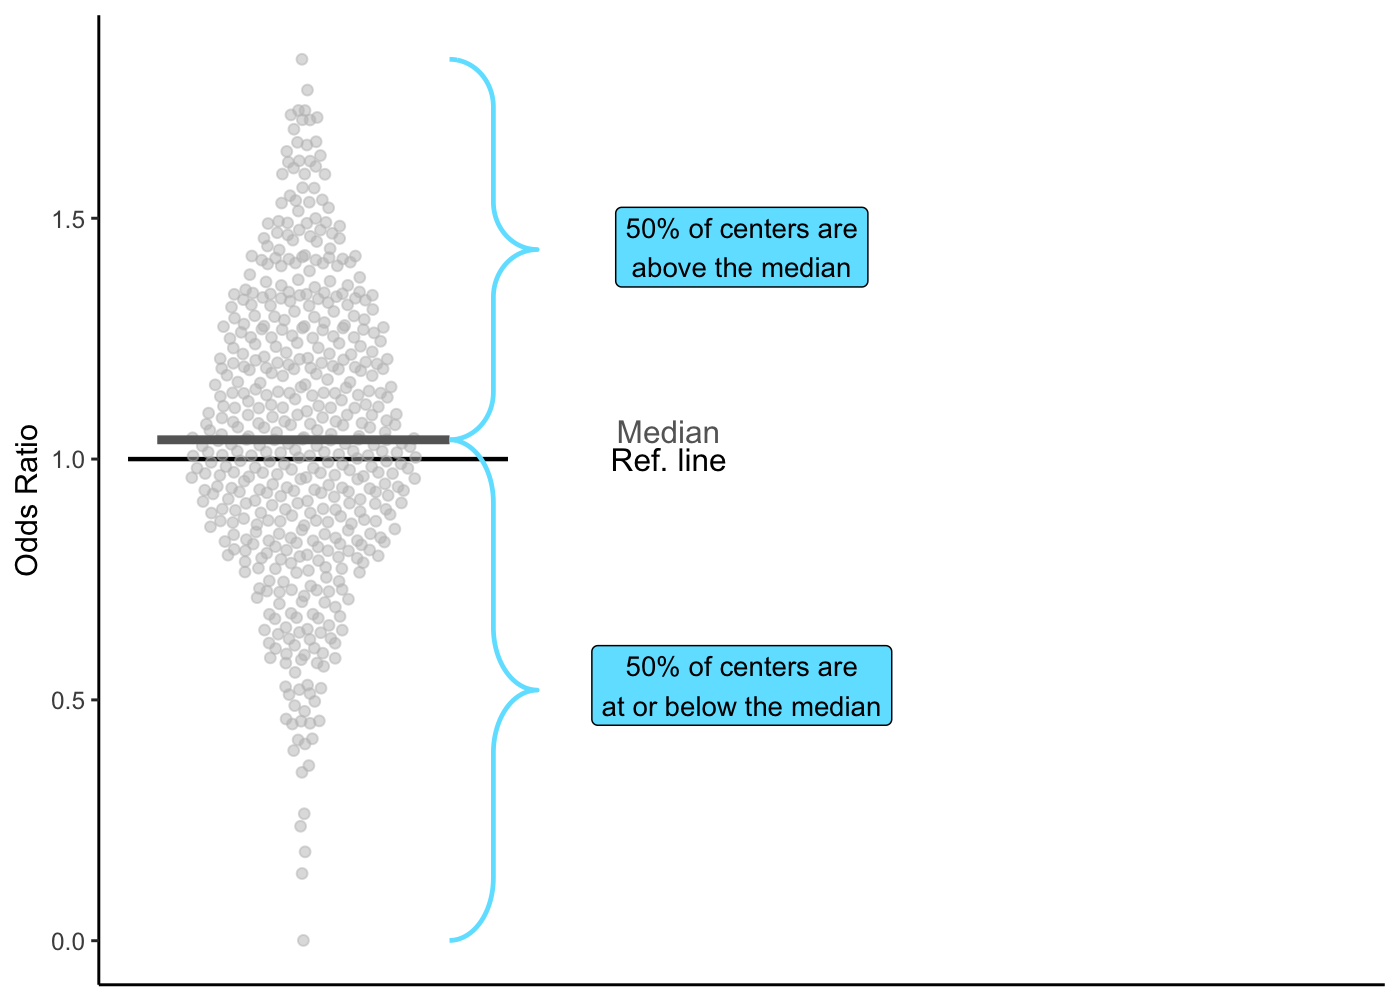 1.5
1.0
0.5
0.0
Odds Ratio
50% of centers are
above the median
Median
Ref. line
50% of centers are
at or below the median